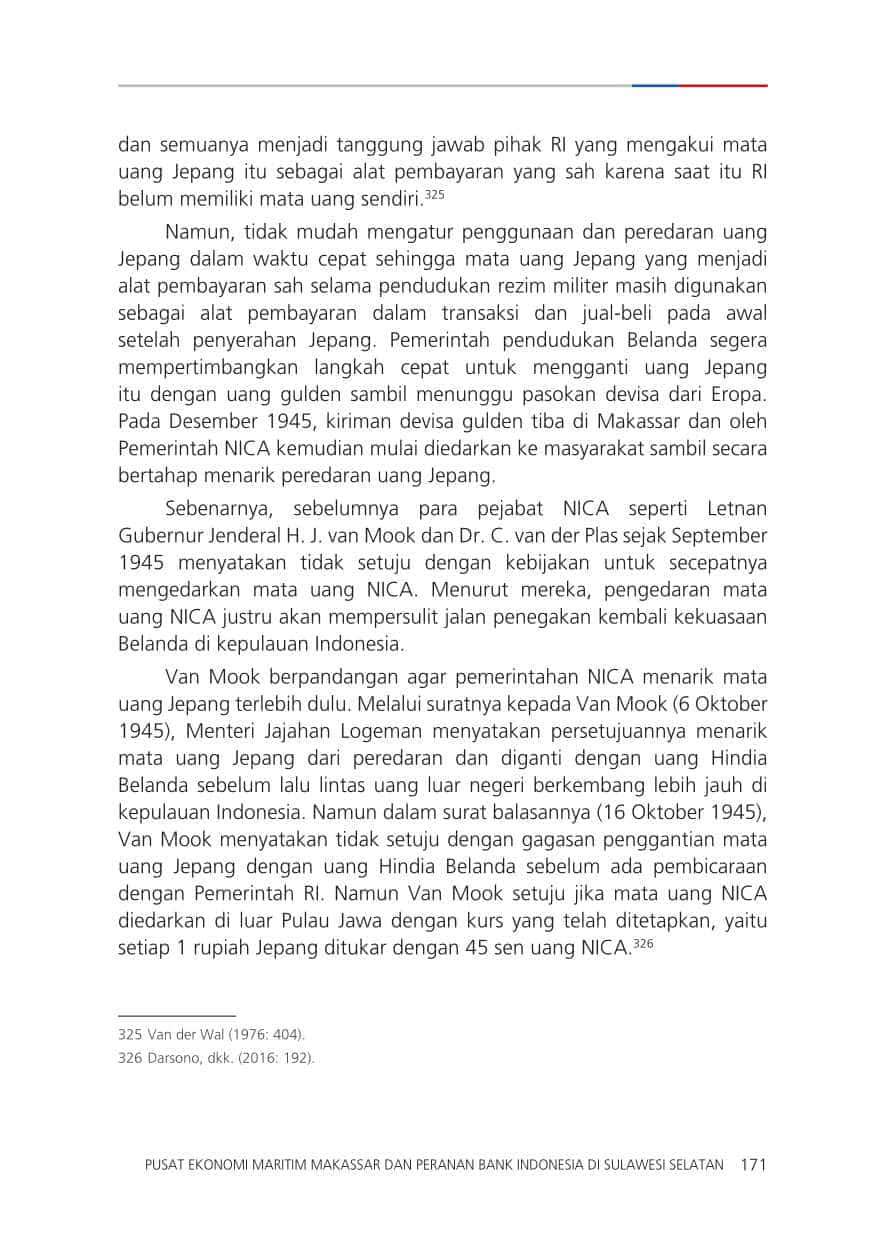 dan semuanya menjadi tanggung jawab pihak RI yang mengakui mata
uang Jepang itu sebagai alat pembayaran yang sah karena saat itu RI
belum memiliki mata uang sendiri.325
Namun, tidak mudah mengatur penggunaan dan peredaran uang
Jepang dalam waktu cepat sehingga mata uang Jepang yang menjadi
alat pembayaran sah selama pendudukan rezim militer masih digunakan
sebagai alat pembayaran dalam transaksi dan jual-beli pada awal
setelah penyerahan Jepang. Pemerintah pendudukan Belanda segera
mempertimbangkan langkah cepat untuk mengganti uang Jepang
itu dengan uang gulden sambil menunggu pasokan devisa dari Eropa.
Pada Desember 1945, kiriman devisa gulden tiba di Makassar dan oleh
Pemerintah NICA kemudian mulai diedarkan ke masyarakat sambil secara
bertahap menarik peredaran uang Jepang.
Sebenarnya, sebelumnya para pejabat NICA seperti Letnan
Gubernur Jenderal H. J. van Mook dan Dr. C. van der Plas sejak September
1945 menyatakan tidak setuju dengan kebijakan untuk secepatnya
mengedarkan mata uang NICA. Menurut mereka, pengedaran mata
uang NICA justru akan mempersulit jalan penegakan kembali kekuasaan
Belanda di kepulauan Indonesia.
Van Mook berpandangan agar pemerintahan NICA menarik mata
uang Jepang terlebih dulu. Melalui suratnya kepada Van Mook (6 Oktober
1945), Menteri Jajahan Logeman menyatakan persetujuannya menarik
mata uang Jepang dari peredaran dan diganti dengan uang Hindia
Belanda sebelum lalu lintas uang luar negeri berkembang lebih jauh di
kepulauan Indonesia. Namun dalam surat balasannya (16 Oktober 1945),
Van Mook menyatakan tidak setuju dengan gagasan penggantian mata
uang Jepang dengan uang Hindia Belanda sebelum ada pembicaraan
dengan Pemerintah RI. Namun Van Mook setuju jika mata uang NICA
diedarkan di luar Pulau Jawa dengan kurs yang telah ditetapkan, yaitu
setiap 1 rupiah Jepang ditukar dengan 45 sen uang NICA.326
325 Van der Wal (1976: 404).
326 Darsono, dkk. (2016: 192).
PUSAT EKONOMI MARITIM MAKASSAR DAN PERANAN BANK INDONESIA DI SULAWESI SELATAN 171